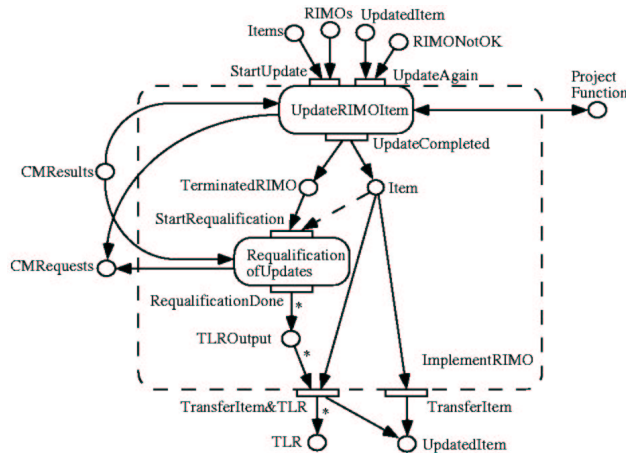 RIMOs
UpdatedItem
Items
RIMONotOK
StartUpdate
UpdateAgain
Project
Function
UpdateRIMOItem
UpdateCompleted
CMResults
TerminatedRIMO
Item
StartRequalification
Requalification
ofUpdates
CMRequests
RequalificationDone
*
TLROutput
*
ImplementRIMO
TransferItem&TLR
*
TransferItem
TLR
UpdatedItem